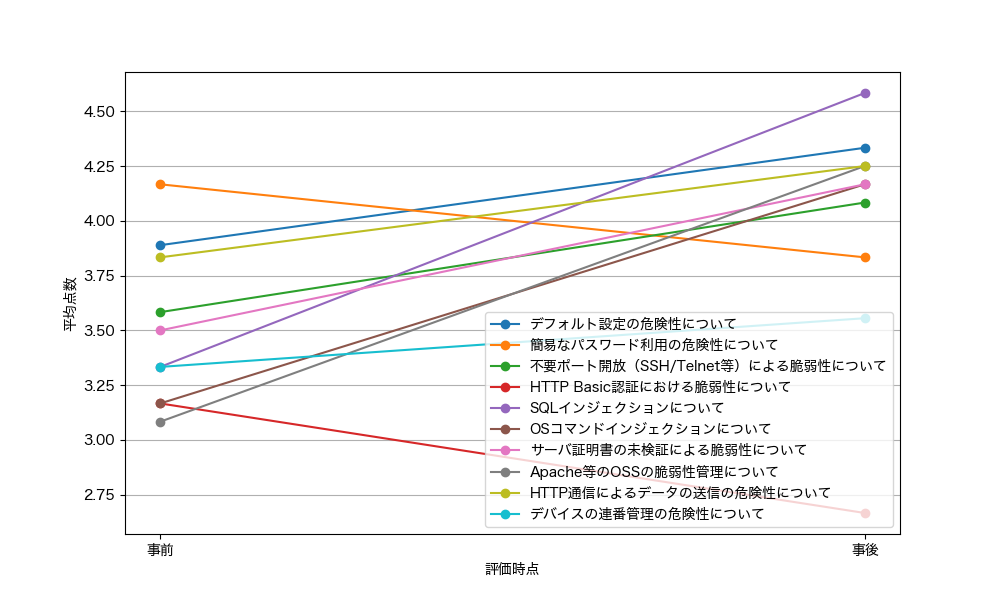 4.50
4.25
4.00
3.75
3.50
3.25
3.00
2.75
平均点数
デフォルト設定の危険性について
簡易なパスワード利用の危険性について
不要ポート開放（SSH/Telnet等）による脆弱性について
HTTP Basic認証における脆弱性について
SQLインジェクションについて
OSコマンドインジェクションについて
サーバ証明書の未検証による脆弱性について
Apache等のOSSの脆弱性管理について
HTTP通信によるデータの送信の危険性について
デバイスの連番管理の危険性について
事前
事後
評価時点